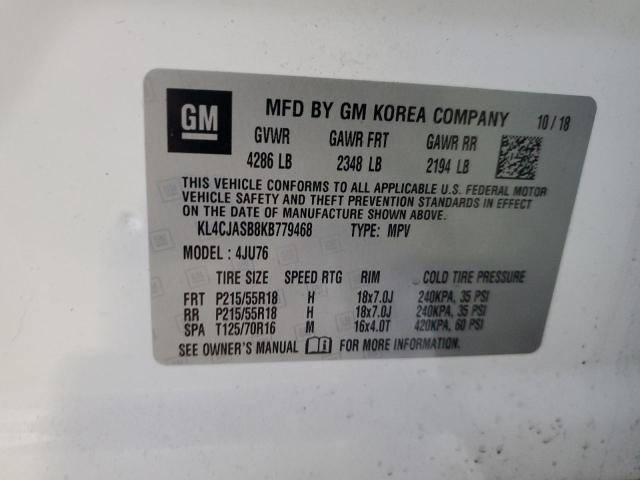 GM MFD BY GM KOREA COMPANY 10/18
GVWR GAWR FRT GAWR RR
4286 LB 2348 LB 2194 LB
THIS VEHICLE CONFORMS TO ALL APPLICABLE U.S. FEDERAL MOTOR
VEHICLE SAFETY AND THEFT PREVENTION STANDARDS IN EFFECT
ON THE DATE OF MANUFACTURE SHOWN ABOVE.
KL4CJASB8KB779468 TYPE: MPV
MODEL: 4JU76
TIRE SIZE SPEED RTG RIM COLD TIRE PRESSURE
FRT P215/55R18 H 18x7.0J 240KPA, 35 PSI
RR P215/55R18 H 18x7.0J 240KPA, 35 PSI
SPA T125/70R16 M 16x4.0T 420KPA, 60 PSI
SEE OWNER'S MANUAL FOR MORE INFORMATION.